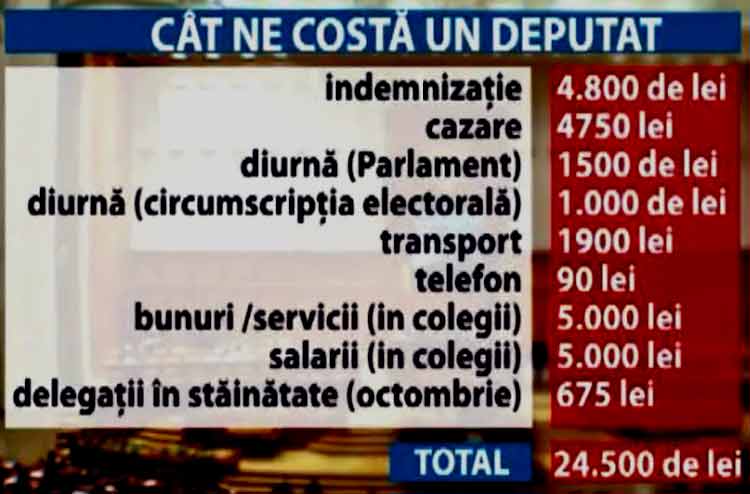 CÂT NE COSTĂ UN DEPUTAT
indemnizație 4.800 de lei
cazare 4750 lei
diurnă (Parlament) 1500 de lei
diurnă (circumscripția electorală) 1.000 de lei
transport 1900 lei
telefon 90 lei
bunuri /servicii (in colegii) 5.000 lei
salarii (in colegii) 5.000 lei
delegații în stăinătate (octombrie) 675 lei
TOTAL 24.500 de lei